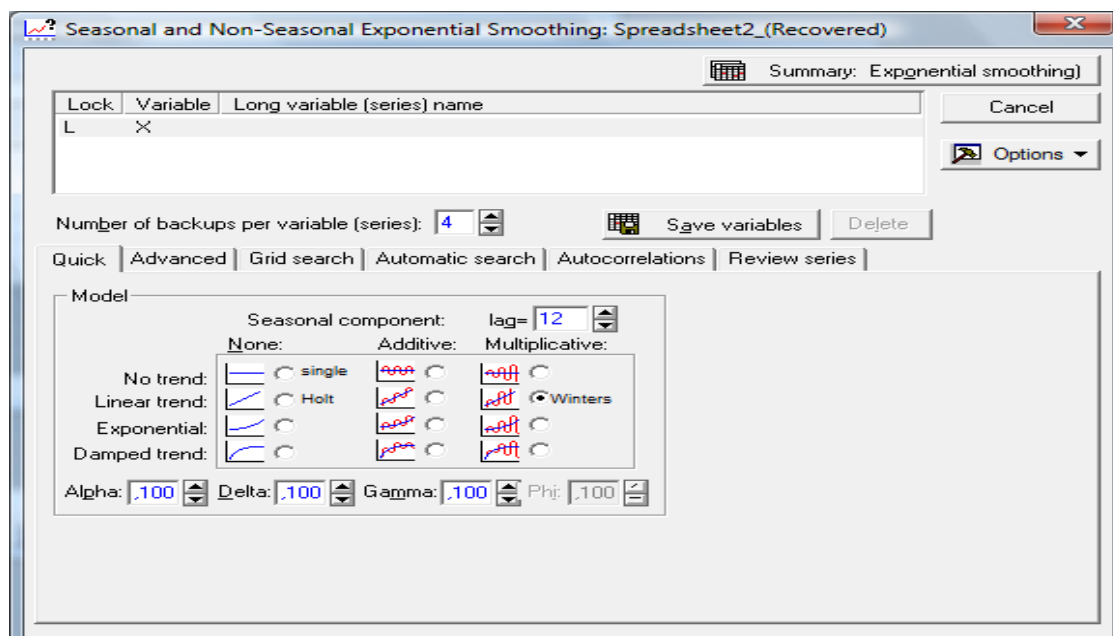 Seasonal and Non-Seasonal Exponential Smoothing: Spreadsheet2_(Recovered)
Summary: Exponential smoothing)
Lock Variable Long variable (series) name
Cancel
L X
Options
Number of backups per variable (series): 4 Save variables Delete
Quick Advanced Grid search Automatic search Autocorrelations Review series
Model
Seasonal component: lag= 12
None: Additive: Multiplicative:
No trend: single
Linear trend: Holt Winters
Exponential:
Damped trend:
Alpha: ,100 Delta: ,100 Gamma: ,100 Phi: ,100